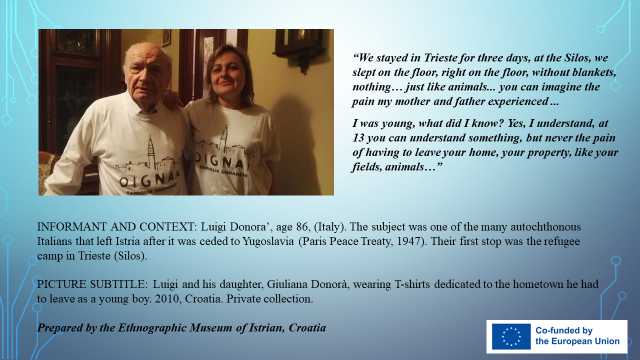 “We stayed in Trieste for three days, at the Silos, we
slept on the floor, right on the floor, without blankets,
nothing… just like animals... you can imagine the
pain my mother and father experienced ...
I was young, what did I know? Yes, I understand, at
13 you can understand something, but never the pain
of having to leave your home, your property, like your
fields, animals…”
DIGNAN
INFORMANT AND CONTEXT: Luigi Donora’, age 86, (Italy). The subject was one of the many autochthonous
Italians that left Istria after it was ceded to Yugoslavia (Paris Peace Treaty, 1947). Their first stop was the refugee
camp in Trieste (Silos).
PICTURE SUBTITLE: Luigi and his daughter, Giuliana Donorà, wearing T-shirts dedicated to the hometown he had
to leave as a young boy. 2010, Croatia. Private collection.
Prepared by the Ethnographic Museum of Istrian, Croatia
Co-funded by
the European Union